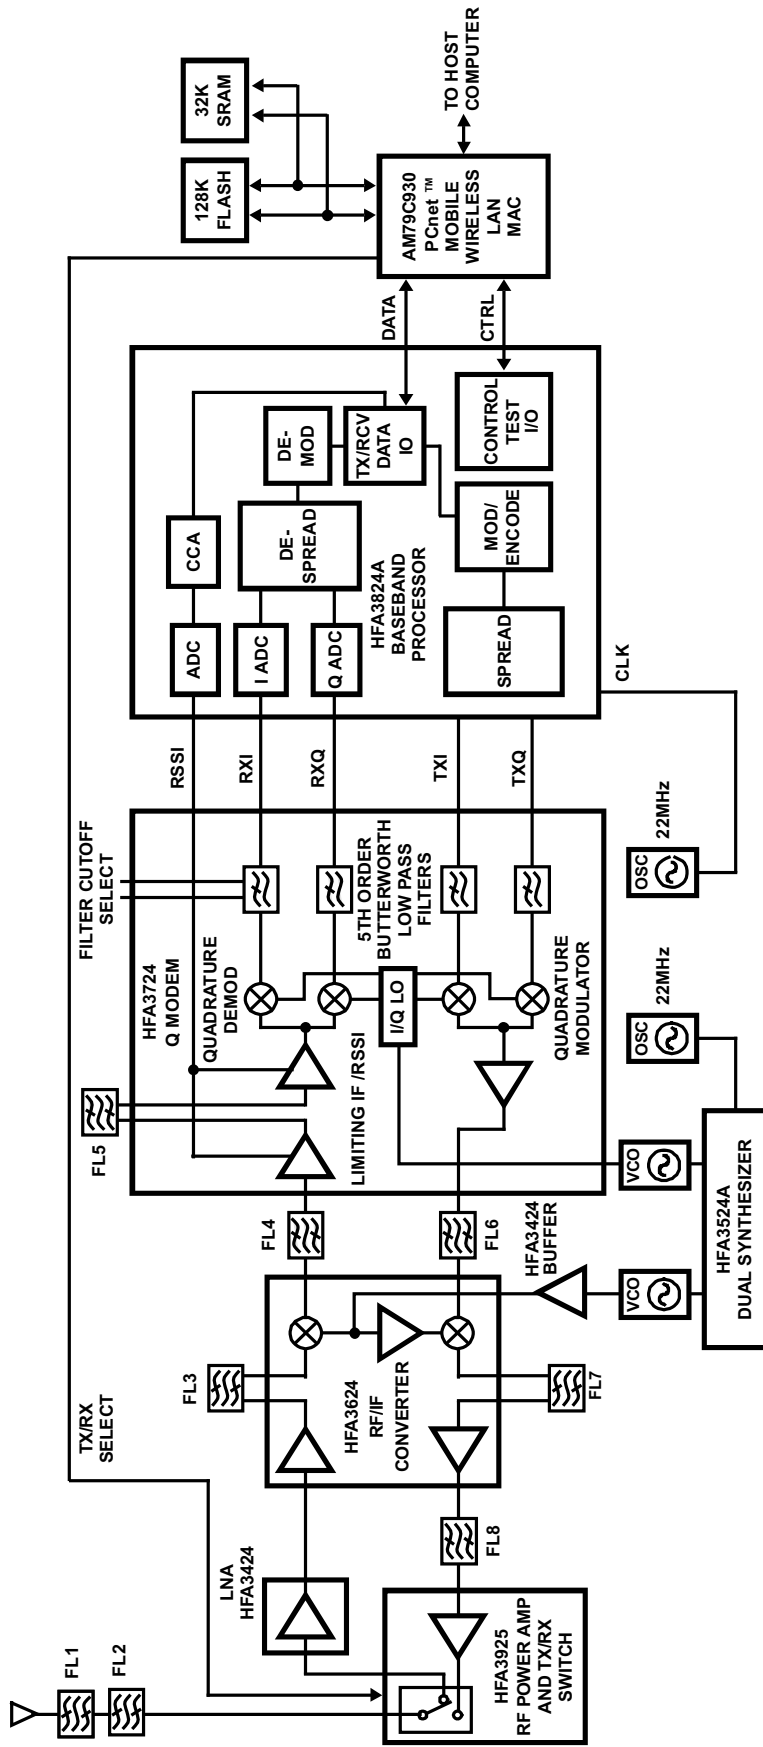 FL1
FL2
TX/RX
SELECT
LNA
HFA3424
HFA3925
RF POWER AMP
AND TX/RX
SWITCH
FL8
FL3
HFA3624
RF/IF
CONVERTER
FL7
FL4
FL6
HFA3424
BUFFER
VCO
VCO
HFA3524A
DUAL SYNTHESIZER
OSC
22MHz
OSC
22MHz
FL5
HFA3724
Q MODEM
QUADRATURE
DEMOD
LIMITING IF /RSSI
FILTER CUTOFF
SELECT
I/Q LO
5TH ORDER
BUTTERWORTH
LOW PASS
FILTERS
QUADRATURE
MODULATOR
RSSI
RXI
RXQ
TXI
TXQ
CLK
ADC
CCA
I ADC
Q ADC
DE-
SPREAD
DE-
MOD
TX/RCV
DATA
IO
HFA3824A
BASEBAND
PROCESSOR
SPREAD
MOD/
ENCODE
CONTROL
TEST
I/O
DATA
CTRL
128K
FLASH
32K
SRAM
AM79C930
PCnet ™
MOBILE
WIRELESS
LAN
MAC
TO HOST
COMPUTER